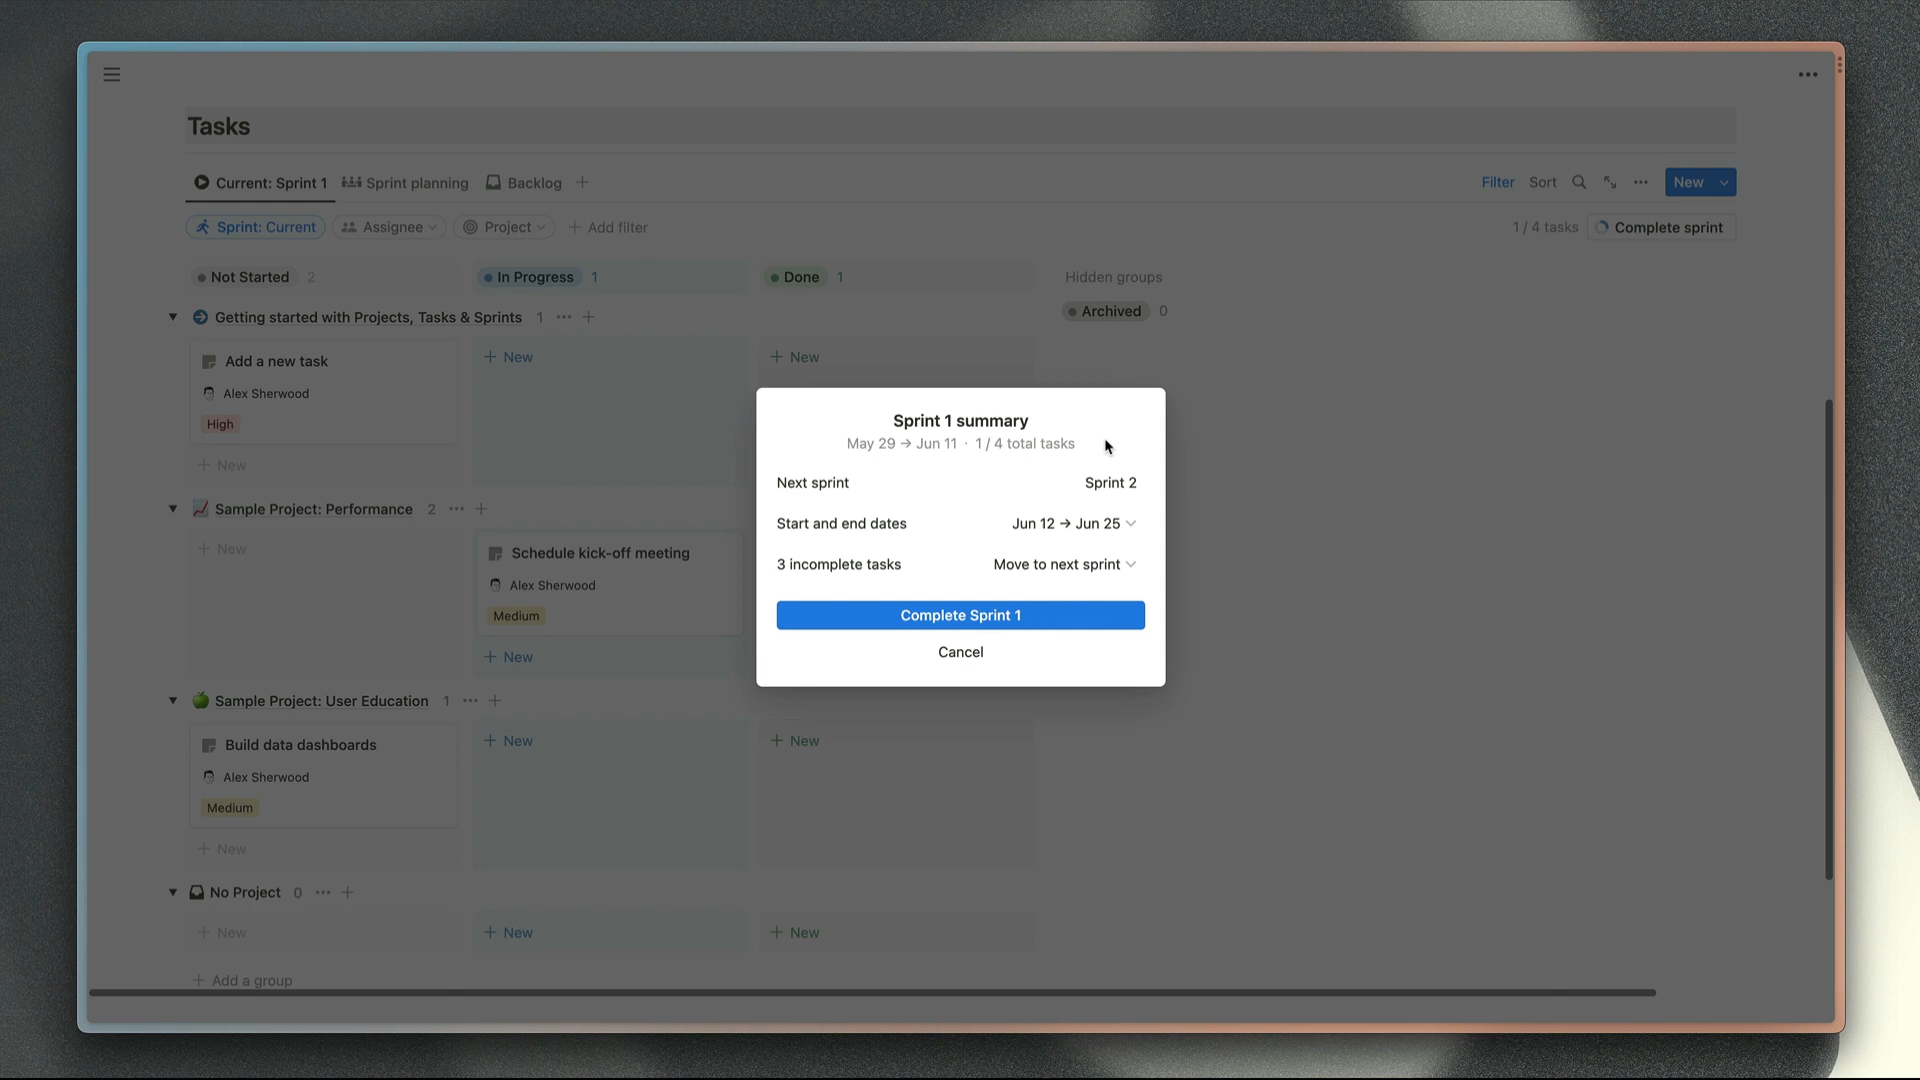 Tasks
Current: Sprint 1 Sprint planning Backlog
Filter Sort New
Sprint: Current Assignee Project Add filter
1 / 4 tasks Complete sprint
Not Started 2 In Progress 1 Done 1 Hidden groups
Archived 0
Getting started with Projects, Tasks & Sprints 1
Add a new task
Alex Sherwood
High
+ New
+ New
+ New
Sample Project: Performance 2
+ New
Schedule kick-off meeting
Alex Sherwood
Medium
+ New
Sample Project: User Education 1
Build data dashboards
Alex Sherwood
Medium
+ New
+ New
+ New
No Project 0
+ New
+ New
+ New
+ Add a group
Sprint 1 summary
May 29 → Jun 11 · 1 / 4 total tasks
Next sprint Sprint 2
Start and end dates Jun 12 → Jun 25
3 incomplete tasks Move to next sprint
Complete Sprint 1
Cancel